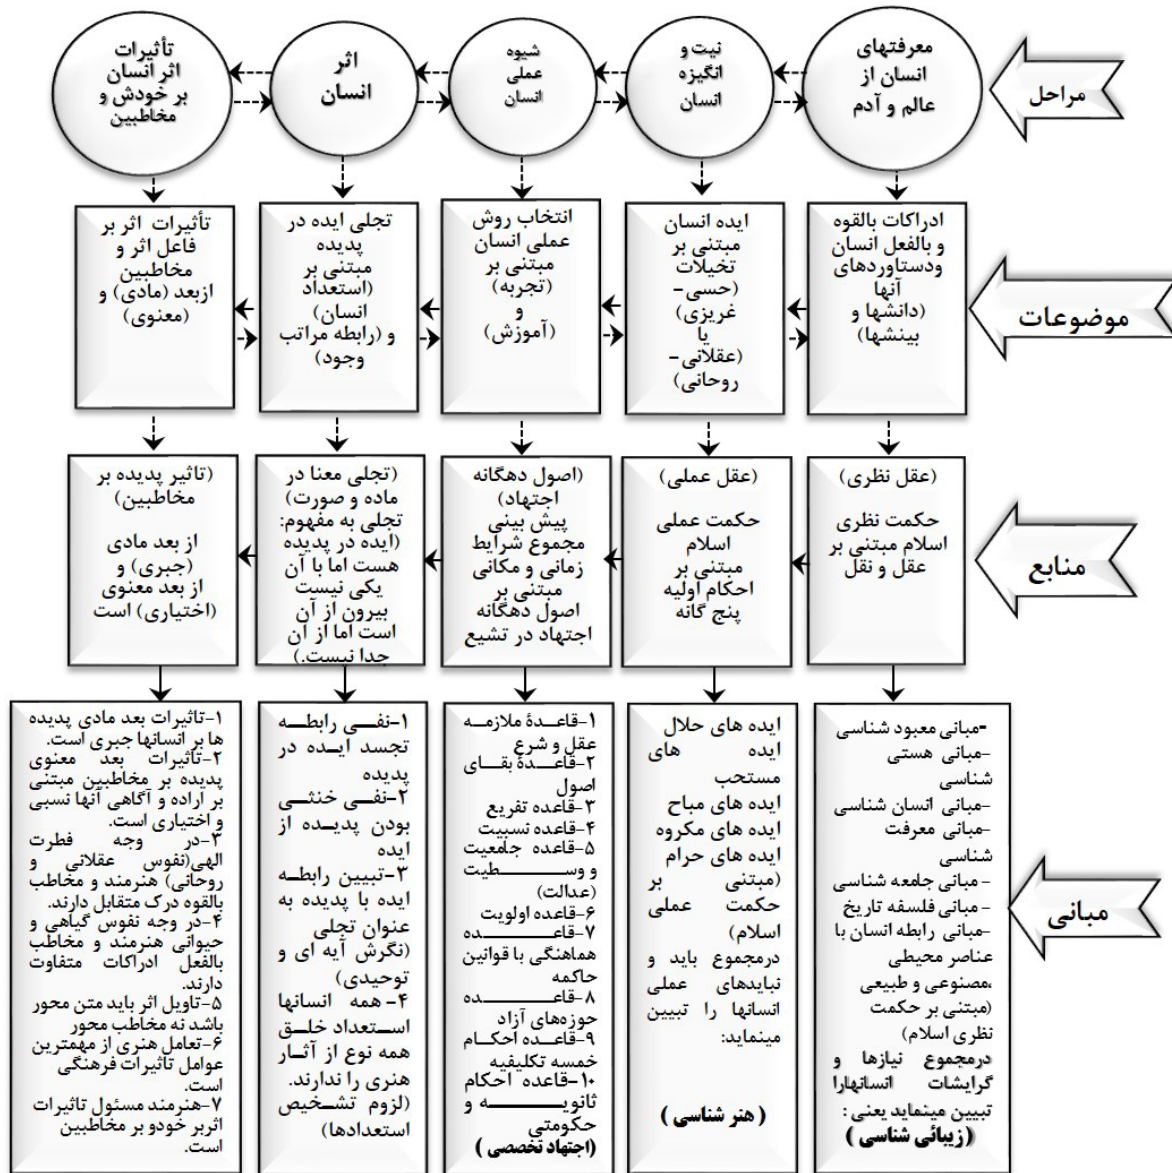 مراحل
معرفتهای
انسان از
عالم و آدم
نیت و
انگیزه
انسان
شیوه
عملی
انسان
اثر
انسان
تأثیرات
اثر انسان
بر خودش و
مخاطبین
موضوعات
ادراکات بالقوه
و بالفعل انسان
ودستاوردهای
آنها
(دانشها و
بینشها)
ایده انسان
مبتنی بر
تخیلات
(حسی-
غریزی)
یا
(عقلانی-
روحانی)
انتخاب روش
عملی انسان
مبتنی بر
(تجربه)
و
(آموزش)
تجلی ایده در
پدیده
مبتنی بر
(استعداد
انسان)
و (رابطه مراتب
وجود)
تأثیرات اثر بر
فاعل اثر و
مخاطبین
ازبعد (مادی) و
(معنوی)
منابع
(عقل نظری)
حکمت نظری
اسلام مبتنی بر
عقل و نقل
(عقل عملی)
حکمت عملی
اسلام
مبتنی بر
احکام اولیه
پنج گانه
(اصول دهگانه
اجتهاد)
پیش بینی
مجموع شرایط
زمانی و مکانی
مبتنی بر
اصول دهگانه
اجتهاد در تشیع
(تجلی معنا در
ماده و صورت)
تجلی به مفهوم:
(ایده در پدیده
هست اما با آن
یکی نیست
بیرون از آن
است اما از آن
جدا نیست.)
(تاثیر پدیده بر
مخاطبین)
از بعد مادی
(جبری) و
از بعد معنوی
(اختیاری) است
مبانی
-مبانی معبود شناسی
-مبانی هستی
شناسی
-مبانی انسان شناسی
-مبانی معرفت
شناسی
- مبانی جامعه شناسی
- مبانی فلسفه تاریخ
-مبانی رابطه انسان با
عناصر محیطی
،مصنوعی و طبیعی
(مبتنی بر حکمت
نظری اسلام)
درمجموع نیازها و
گرایشات انسانهارا
تبیین مینماید یعنی :
( زیبائی شناسی )
ایده های حلال
ایده های
مستحب
ایده های مباح
ایده های مکروه
ایده های حرام
(مبتنی بر
حکمت عملی
اسلام)
درمجموع باید و
نبایدهای عملی
انسانها را تبیین
مینماید:
( هنر شناسی )
۱-قاعدۀ ملازمه
عقل و شرع
۲-قاعدۀ بقای
اصول
۳-قاعده تفریع
۴-قاعده نسبیت
۵-قاعده جامعیت
و وسطیت
(عدالت)
۶-قاعده اولویت
۷-قاعده
هماهنگی با قوانین
حاکمه
۸-قاعده
حوزه‌های آزاد
۹-قاعده احکام
خمسه تکلیفیه
۱۰-قاعده احکام
ثانویه و
حکومتی
(اجتهاد تخصصی)
۱-نفی رابطه
تجسد ایده در
پدیده
۲-نفی خنثی
بودن پدیده از
ایده
۳-تبیین رابطه
ایده با پدیده به
عنوان تجلی
(نگرش آیه ای و
توحیدی)
۴-همه انسانها
استعداد خلق
همه نوع از آثار
هنری را ندارند.
(لزوم تشخیص
استعدادها)
۱-تاثیرات بعد مادی پدیده
ها بر انسانها جبری است.
۲-تاثیرات بعد معنوی
پدیده بر مخاطبین مبتنی
بر اراده و آگاهی آنها نسبی
و اختیاری است.
۳-در وجه فطرت
الهی(نفوس عقلانی و
روحانی) هنرمند و مخاطب
بالقوه درک متقابل دارند.
۴-در وجه نفوس گیاهی و
حیوانی هنرمند و مخاطب
بالفعل ادراکات متفاوت
دارند.
۵-تاویل اثر باید متن محور
باشد نه مخاطب محور
۶-تعامل هنری از مهمترین
عوامل تاثیرات فرهنگی
است.
۷-هنرمند مسئول تاثیرات
اثربر خودو بر مخاطبین
است.